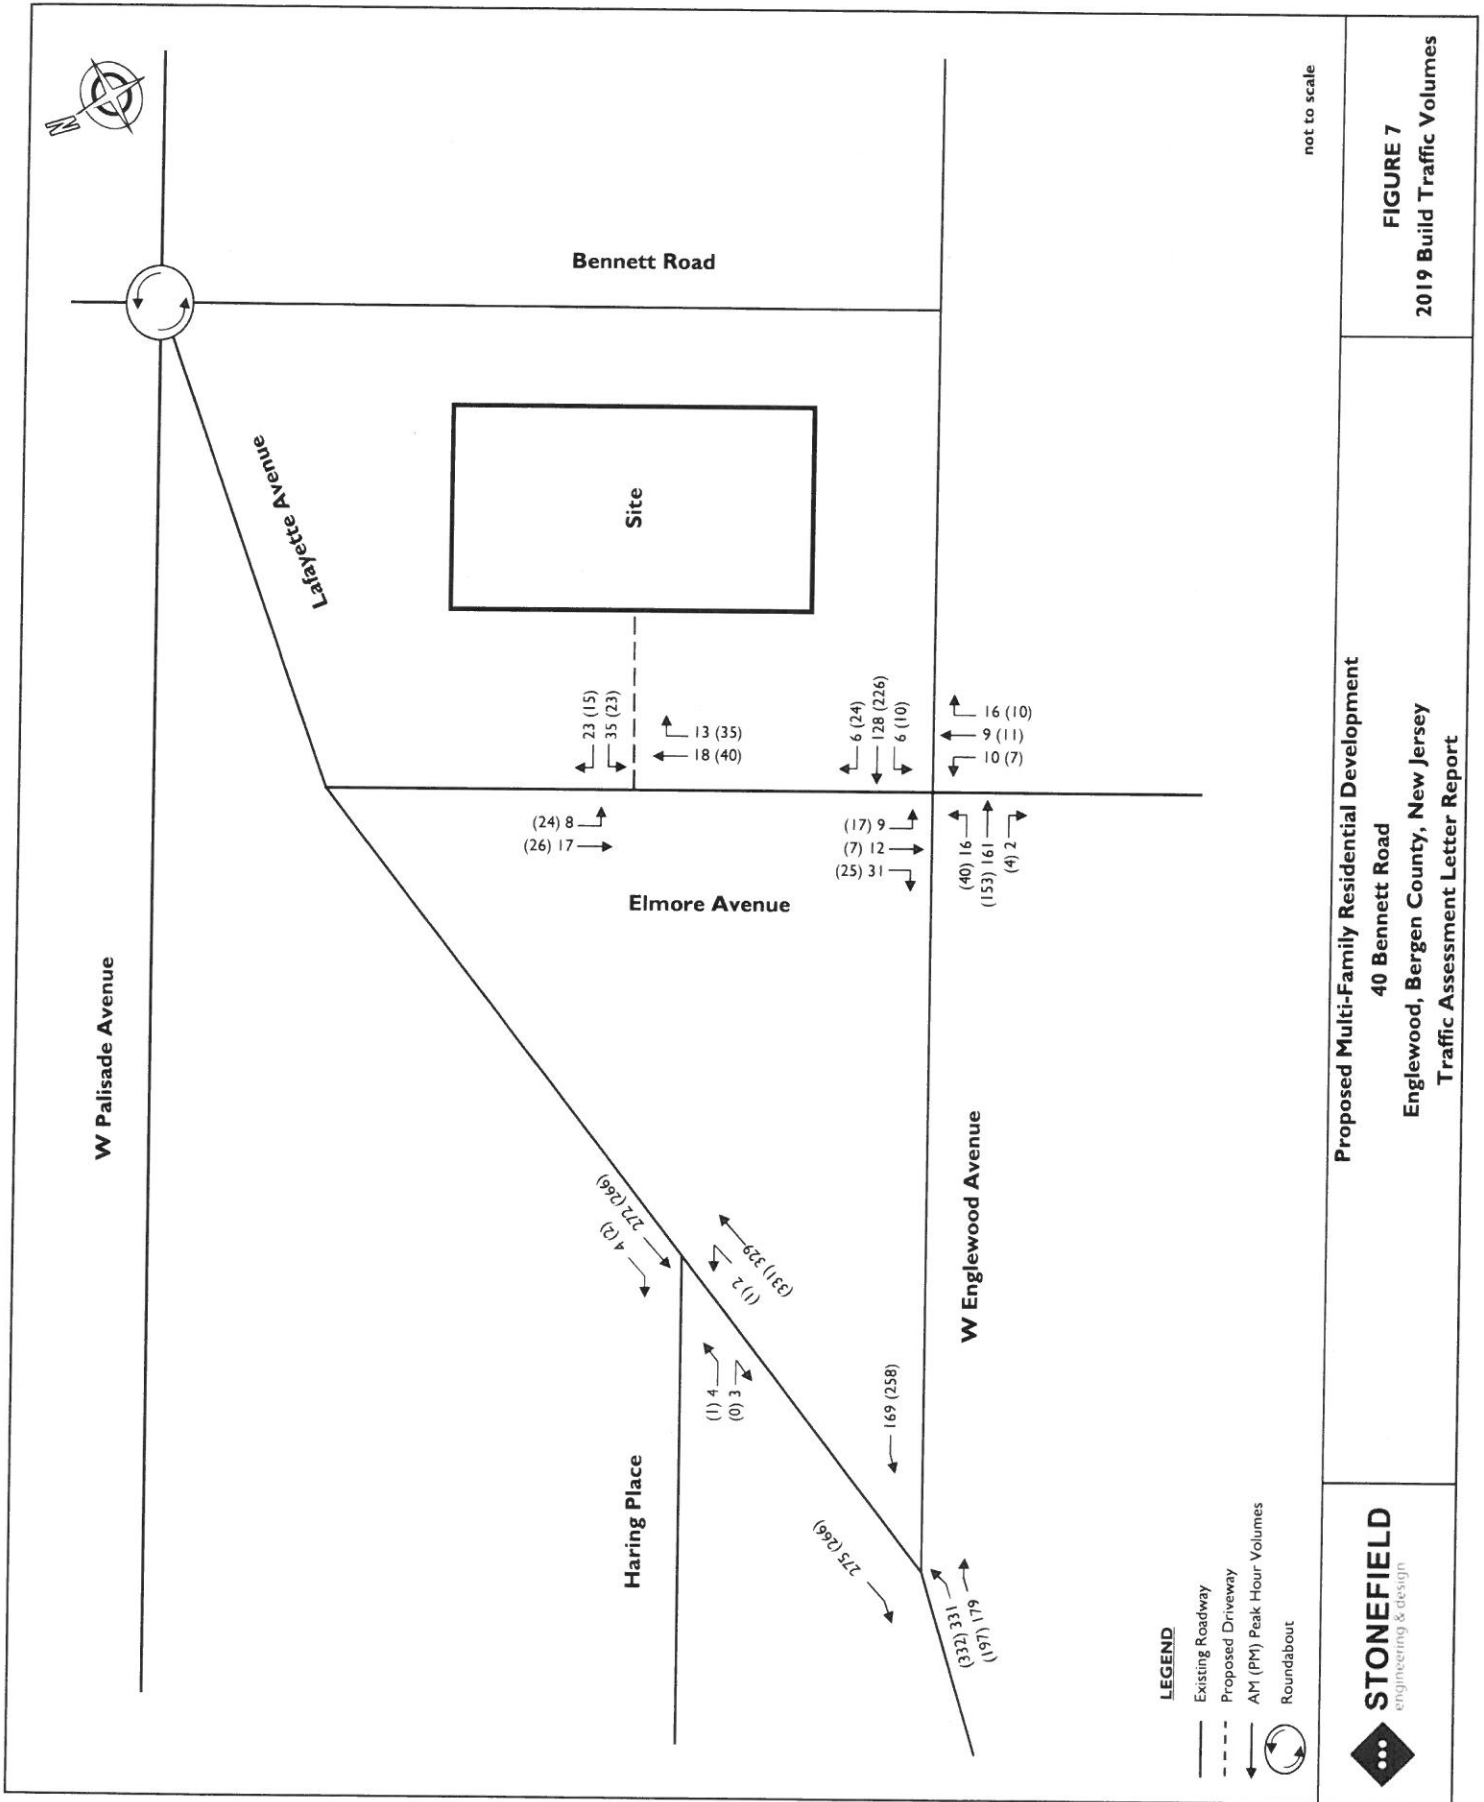 N
W Palisade Avenue
Lafayette Avenue
Bennett Road
Site
23 (15)
35 (23)
13 (35)
18 (40)
(24) 8
(26) 17
6 (24)
128 (226)
6 (10)
16 (10)
9 (11)
10 (7)
(17) 9
(7) 12
(25) 31
(40) 16
(153) 161
(4) 2
Elmore Avenue
4 (2)
272 (266)
(1) 2
(331) 329
(1) 4
(0) 3
Haring Place
W Englewood Avenue
169 (258)
275 (266)
(332) 331
(197) 179
LEGEND
Existing Roadway
Proposed Driveway
AM (PM) Peak Hour Volumes
Roundabout
not to scale
STONEFIELD
engineering & design
Proposed Multi-Family Residential Development
40 Bennett Road
Englewood, Bergen County, New Jersey
Traffic Assessment Letter Report
FIGURE 7
2019 Build Traffic Volumes